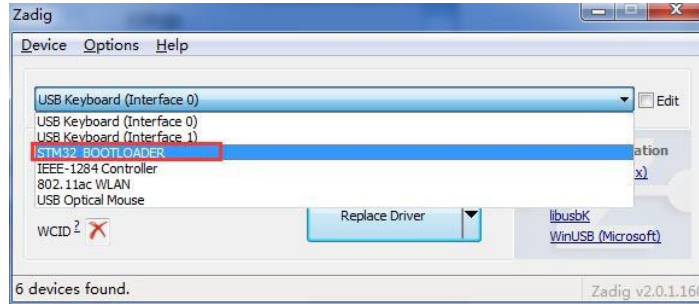 Zadig
Device Options Help
USB Keyboard (Interface 0) Edit
USB Keyboard (Interface 0)
USB Keyboard (Interface 1)
STM32 BOOTLOADER
IEEE-1284 Controller
802.11ac WLAN
USB Optical Mouse
ation
x)
WCID ? Replace Driver
libusbK
WinUSB (Microsoft)
6 devices found. Zadig v2.0.1.16